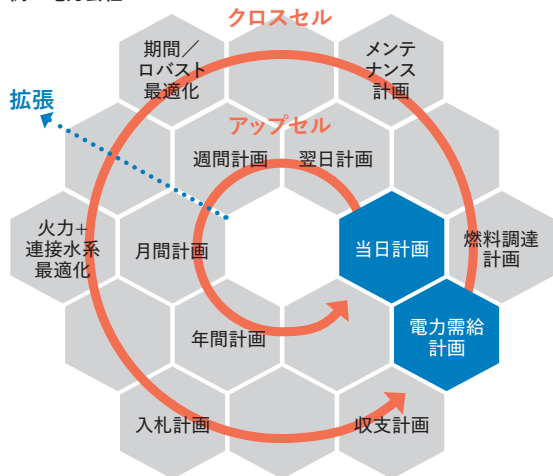 クロスセル
期間／
ロバスト
最適化
メンテ
ナンス
計画
拡張
アップセル
週間計画
翌日計画
火力+
連接水系
最適化
月間計画
当日計画
燃料調達
計画
電力需給
計画
年間計画
入札計画
収支計画